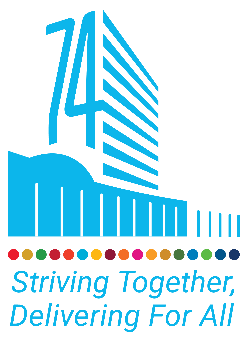 74
Striving Together,
Delivering For All